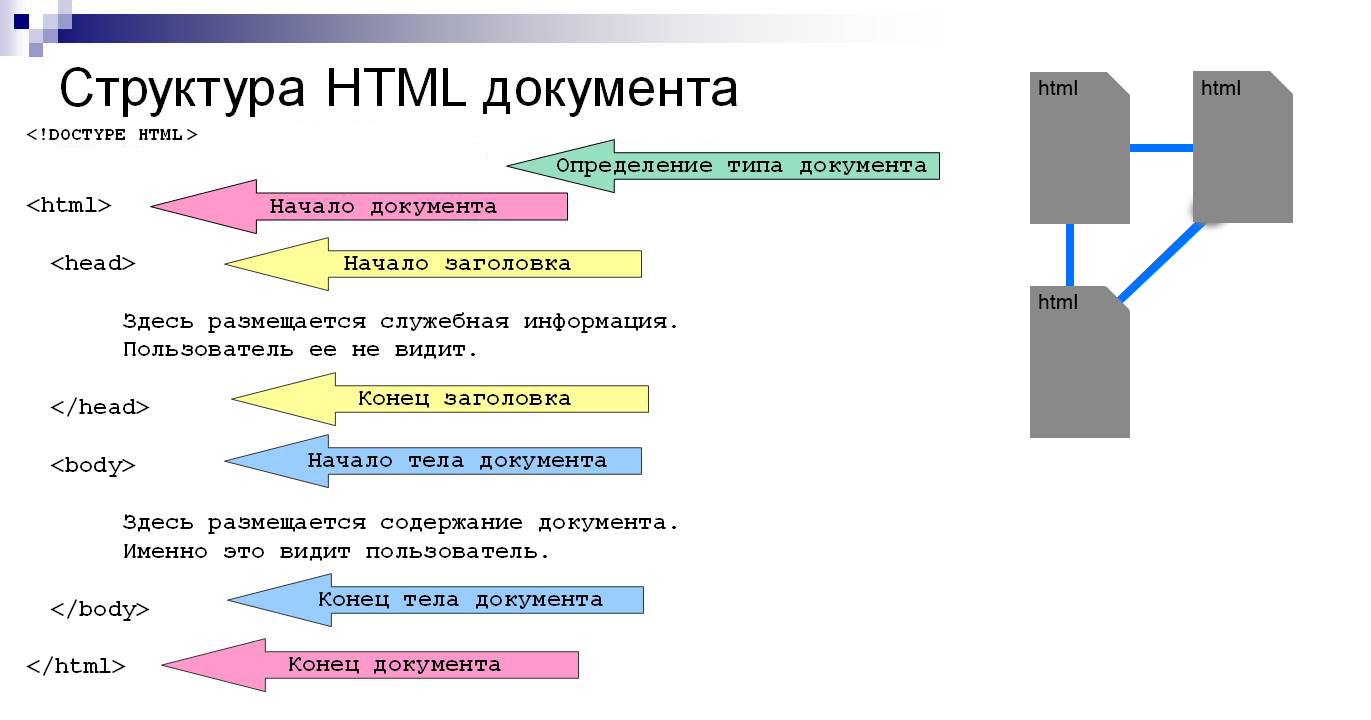 Структура HTML документа
<!DOCTYPE HTML>
Определение типа документа
<html>
Начало документа
<head>
Начало заголовка
Здесь размещается служебная информация.
Пользователь ее не видит.
</head>
Конец заголовка
<body>
Начало тела документа
Здесь размещается содержание документа.
Именно это видит пользователь.
</body>
Конец тела документа
</html>
Конец документа
html
html
html